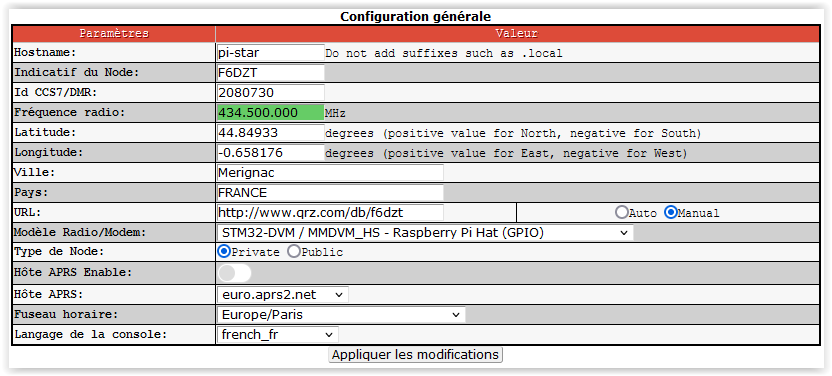 Configuration générale
Paramètres Valeur
Hostname: pi-star Do not add suffixes such as .local
Indicatif du Node: F6DZT
Id CCS7/DMR: 2080730
Fréquence radio: 434.500.000 MHz
Latitude: 44.84933 degrees (positive value for North, negative for South)
Longitude: -0.658176 degrees (positive value for East, negative for West)
Ville: Merignac
Pays: FRANCE
URL: http://www.qrz.com/db/f6dzt Auto Manual
Modèle Radio/Modem: STM32-DVM / MMDVM_HS - Raspberry Pi Hat (GPIO)
Type de Node: Private Public
Hôte APRS Enable:
Hôte APRS: euro.aprs2.net
Fuseau horaire: Europe/Paris
Langage de la console: french_fr
Appliquer les modifications